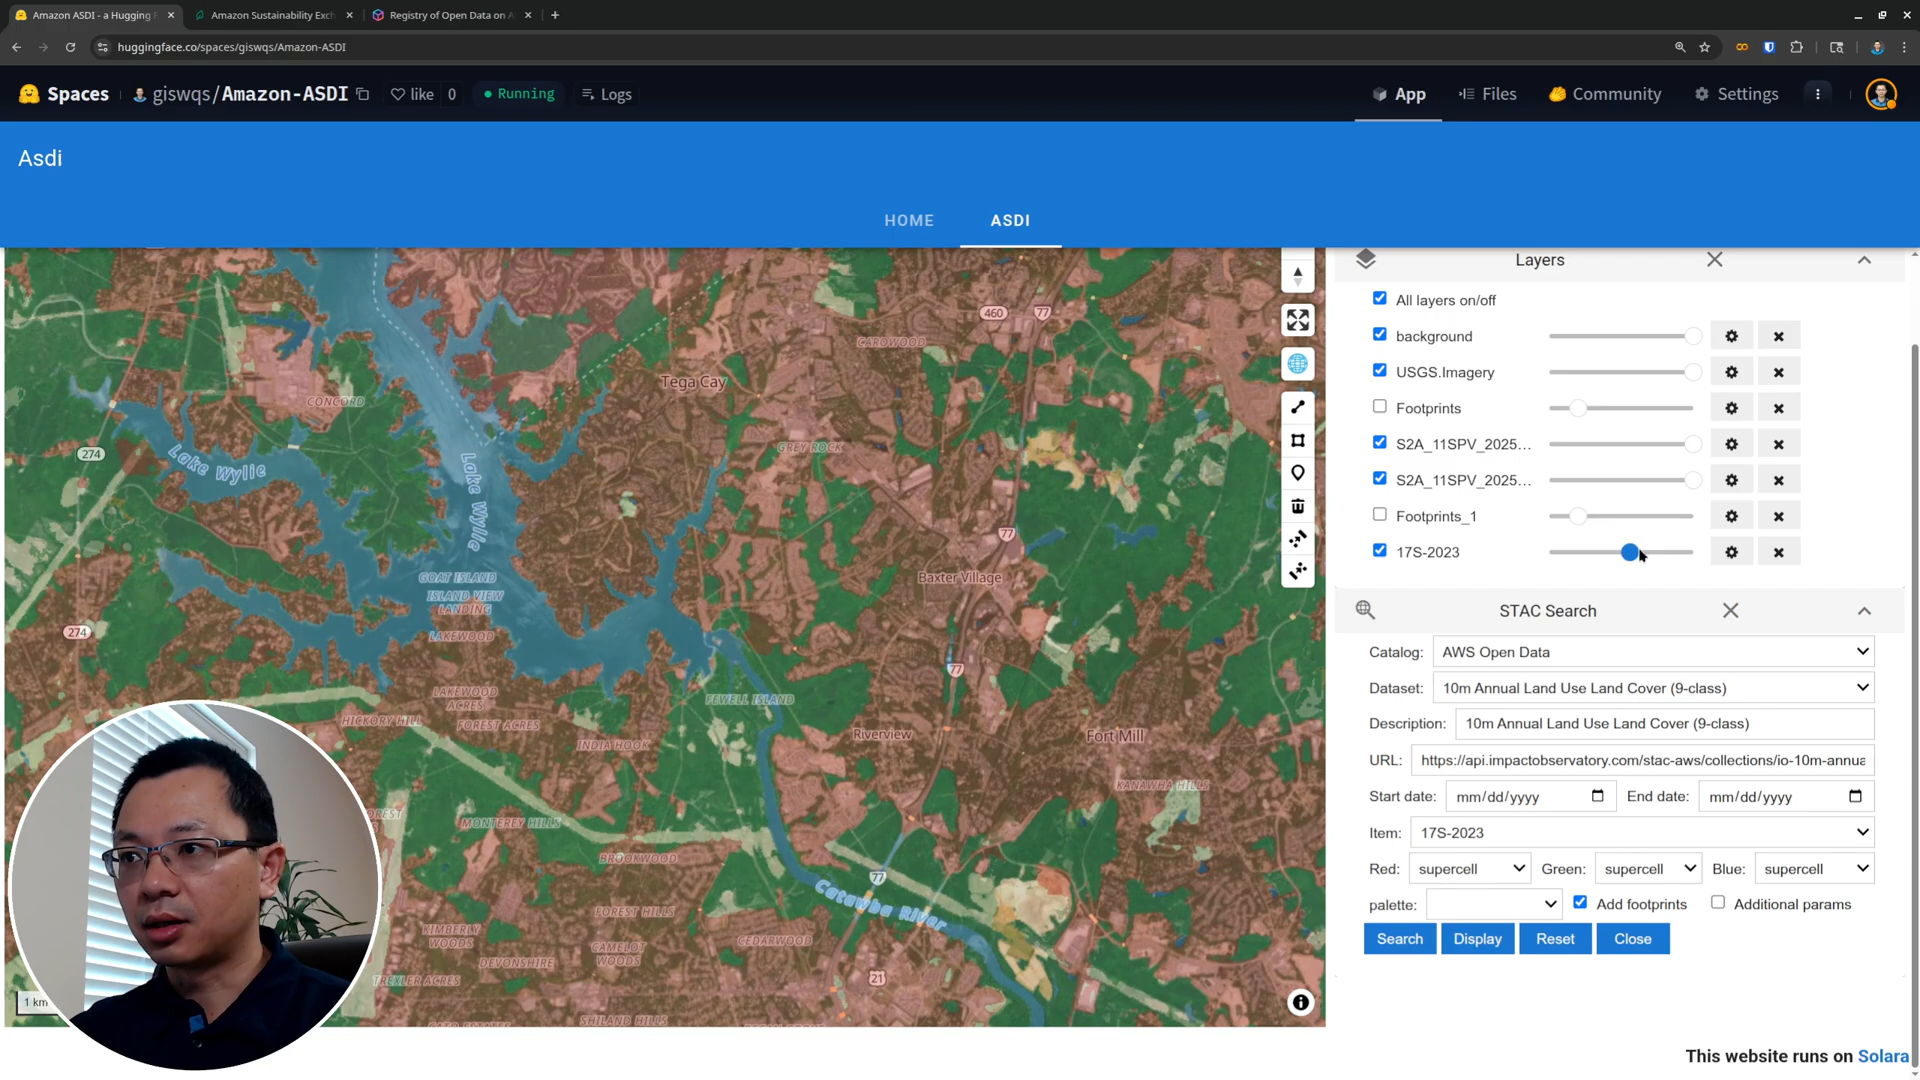 Amazon ASDI - a Hugging F
Amazon Sustainability Exch
Registry of Open Data on A
huggingface.co/spaces/giswqs/Amazon-ASDI
Spaces
giswqs/Amazon-ASDI
like 0
Running
Logs
App
Files
Community
Settings
Asdi
HOME
ASDI
Layers
All layers on/off
background
USGS.Imagery
Footprints
S2A_11SPV_2025...
S2A_11SPV_2025...
Footprints_1
17S-2023
STAC Search
Catalog: AWS Open Data
Dataset: 10m Annual Land Use Land Cover (9-class)
Description: 10m Annual Land Use Land Cover (9-class)
URL: https://api.impactobservatory.com/stac-aws/collections/io-10m-annua
Start date: mm/dd/yyyy End date: mm/dd/yyyy
Item: 17S-2023
Red: supercell Green: supercell Blue: supercell
palette: Add footprints Additional params
Search Display Reset Close
This website runs on Solara
460
77
CAROWOOD
Tega Cay
CONCORD
274
GREY ROCK
Lake Wylie
Lake Wylie
77
GOAT ISLAND
ISLAND VIEW
LANDING
Baxter Village
274
LAKEWOOD
77
LAKEWOOD
ACRES
FEWELL ISLAND
HICKORY HILL
FOREST ACRES
INDIA HOOK
Riverview
Fort Mill
KANAWHA HILLS
MONTEREY HILLS
BROOKWOOD
77
Catawba River
FOREST HILLS
KIMBERLY
WOODS
CAMELOT
WOODS
CEDARWOOD
DEVONSHIRE
TREXLER ACRES
21
1 km
SHILAND HILLS